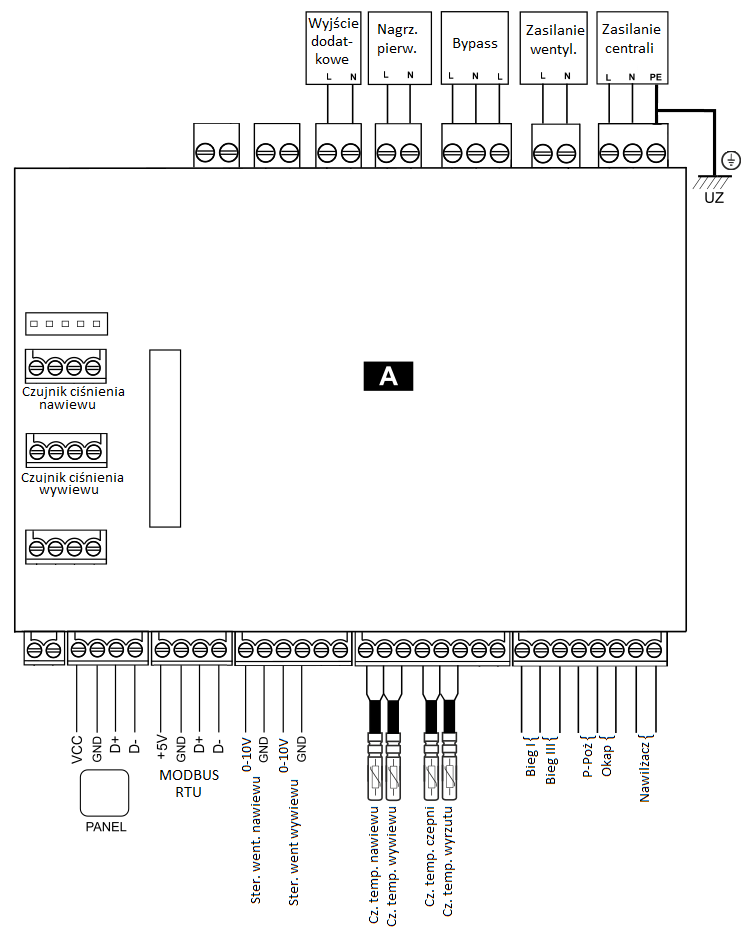 Wyjście
dodat-
kowe
L N
Nagrz.
pierw.
L N
Bypass
L N L
Zasilanie
wentyl.
L N
Zasilanie
centrali
L N PE
UZ
A
Czujnik ciśnienia
nawiewu
Czujnik ciśnienia
wywiewu
VCC
GND
D+
D-
PANEL
+5V
GND
D+
D-
MODBUS
RTU
0-10V
GND
0-10V
GND
Ster. went. nawiewu
Ster. went wywiewu
Cz. temp. nawiewu
Cz. temp. wywiewu
Cz. temp. czepni
Cz. temp. wyrzutu
Bieg I {
Bieg III {
P-Poż {
Okap {
Nawilżacz {